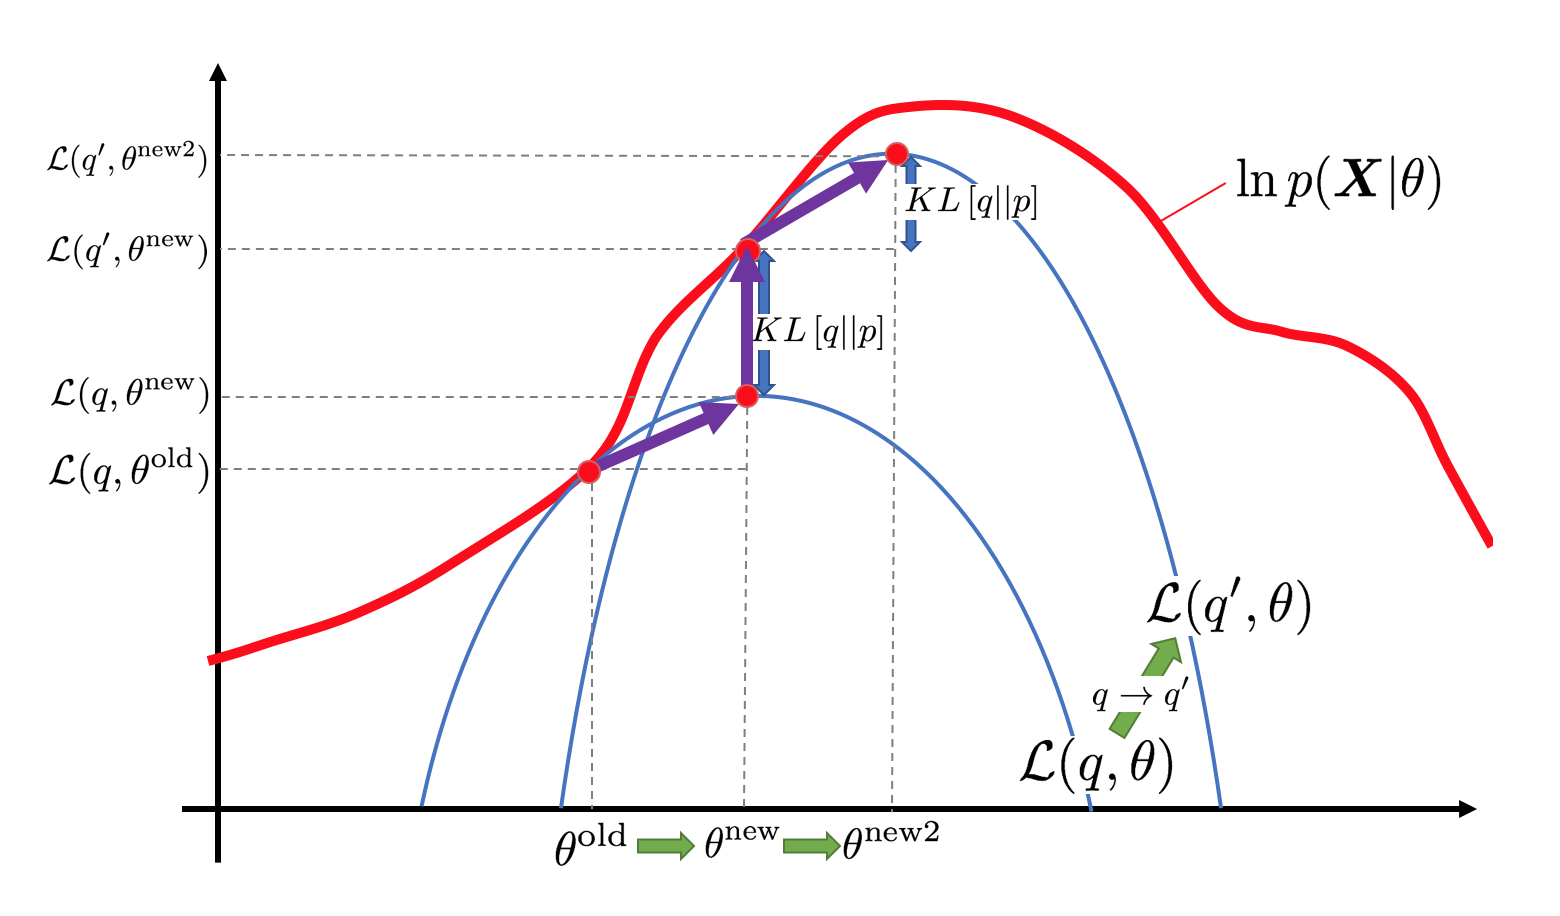 ℒ(q′, θ^new2)
ln p(X|θ)
KL [q||p]
ℒ(q′, θ^new)
KL [q||p]
ℒ(q, θ^new)
ℒ(q, θ^old)
ℒ(q′, θ)
q → q′
ℒ(q, θ)
θ^old θ^new θ^new2